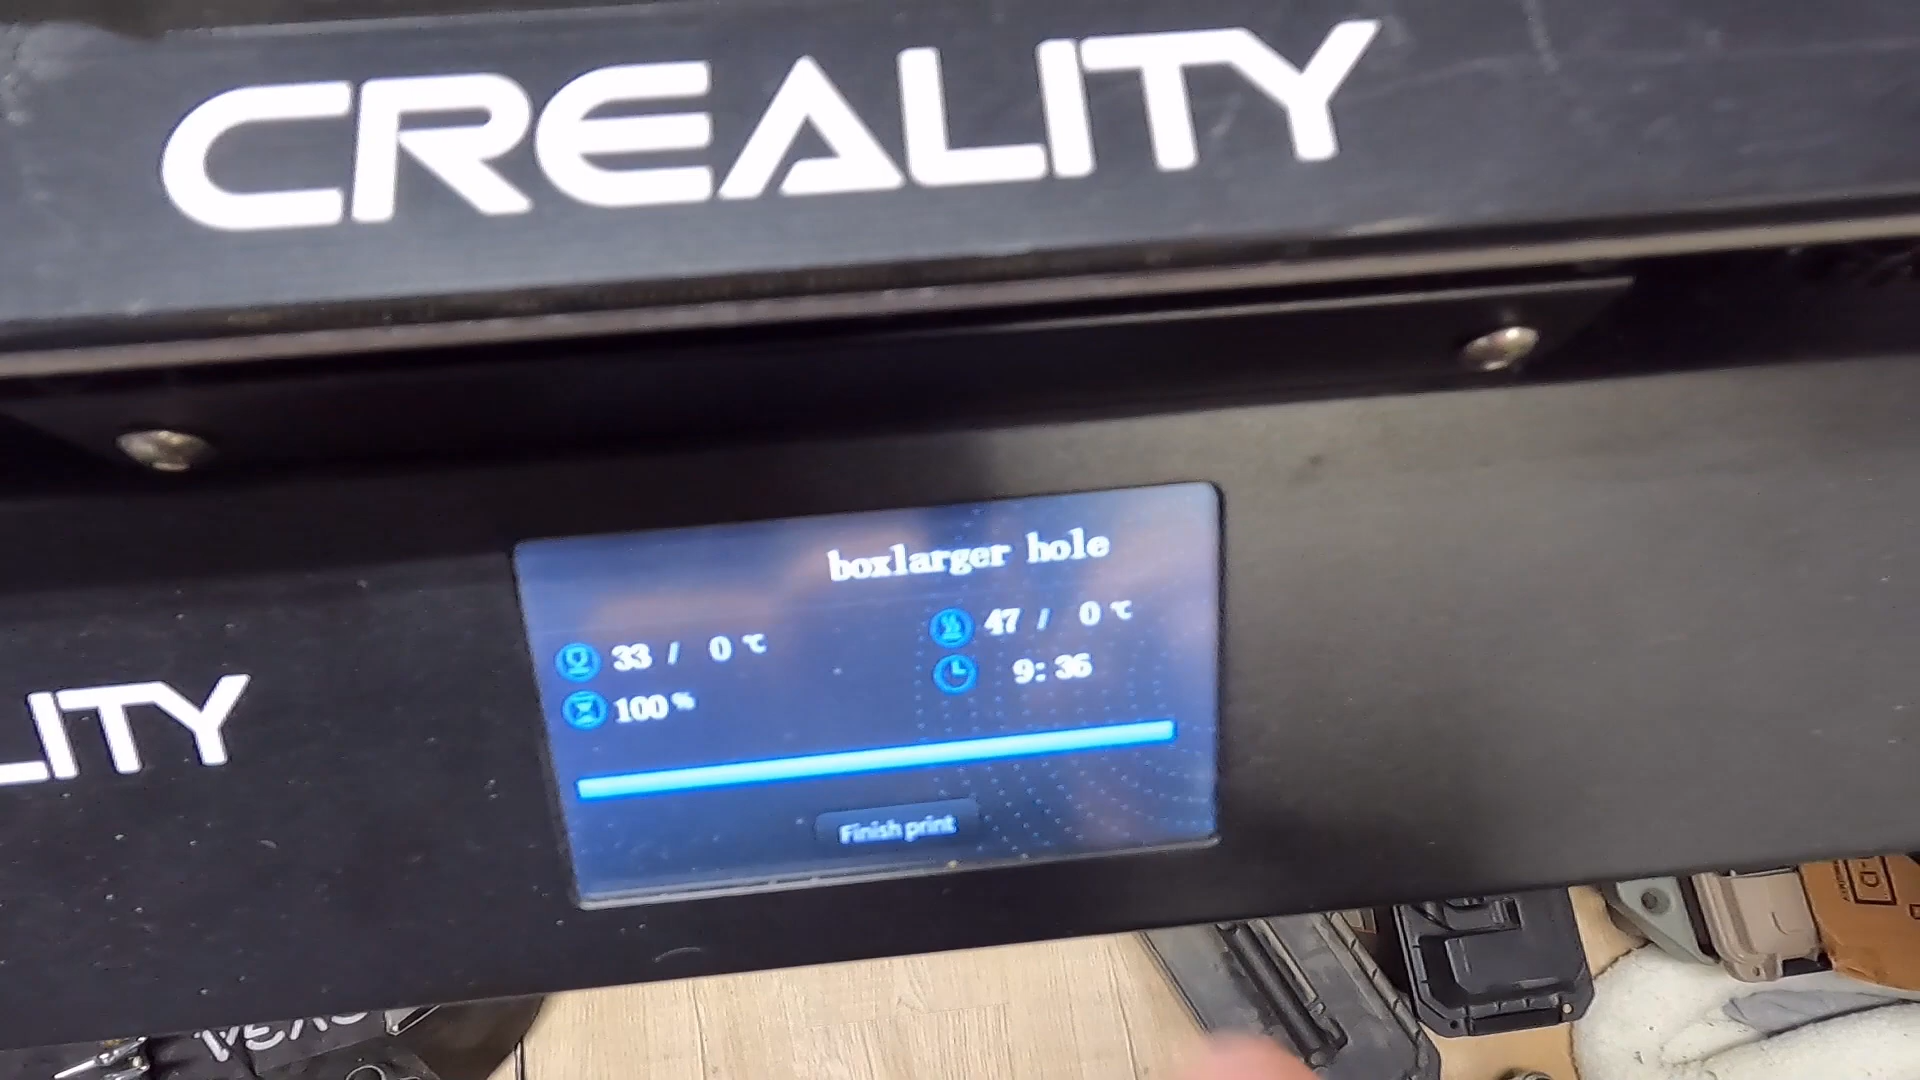 CREALITY
boxlarger hole
33 / 0 ℃
47 / 0 ℃
100%
9:36
Finish print
LITY